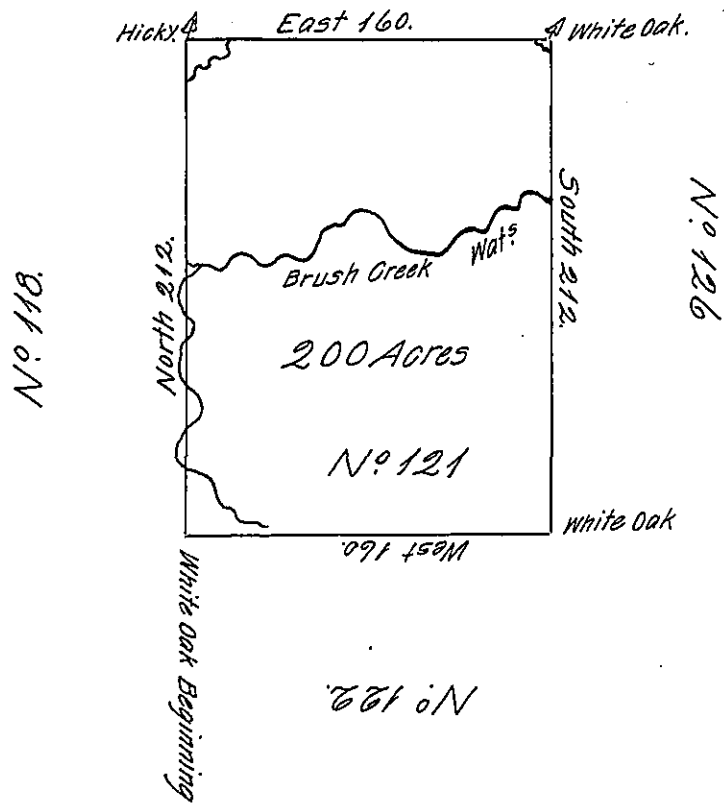 Hicky.
East 160.
White Oak.
South 212.
Nº 126
Wats.
Brush Creek
North 212.
Nº 118.
200 Acres
Nº 121
White Oak
West 160.
White Oak Beginning
Nº 122.